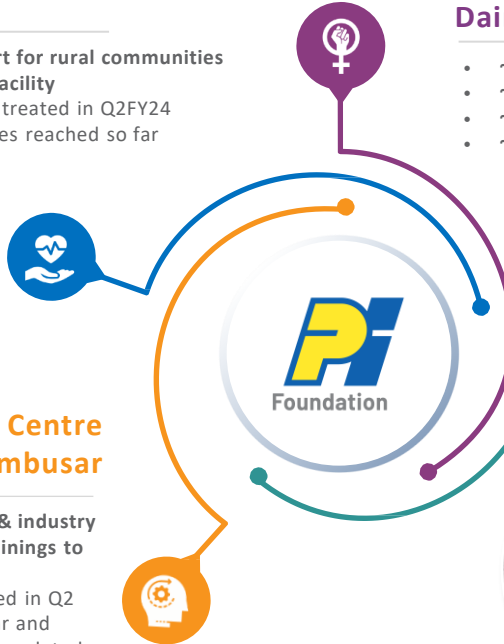 Dai
rt for rural communities
acility
treated in Q2FY24
es reached so far
Pi
Foundation
Centre
mbusar
& industry
inings to
ed in Q2
r and